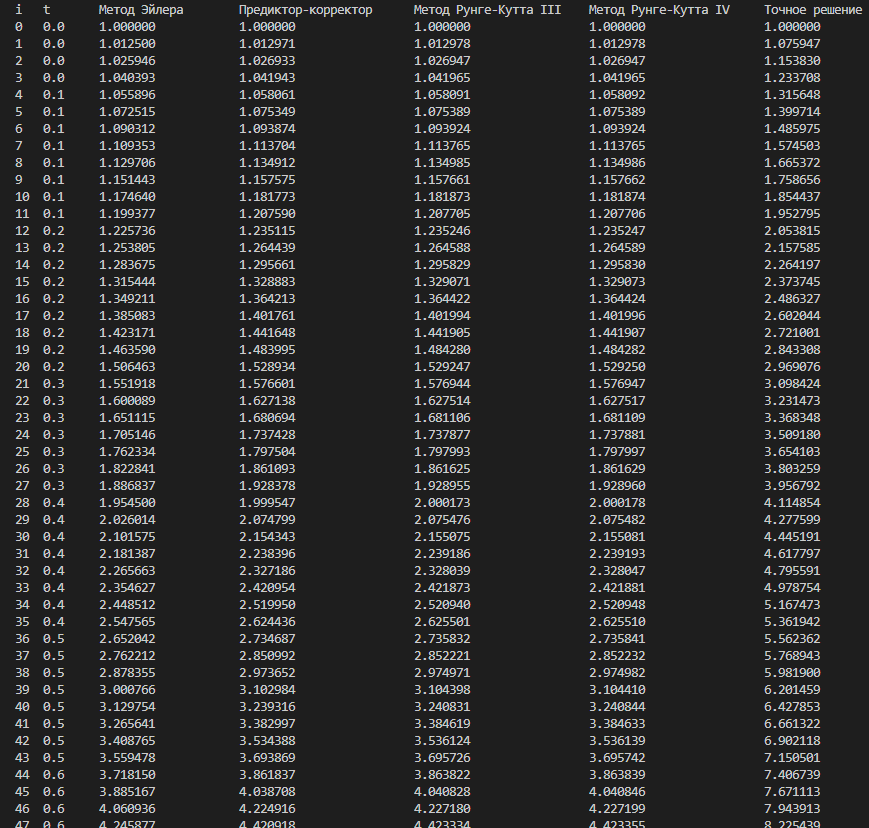 i t Метод Эйлера Предиктор-корректор Метод Рунге-Кутта III Метод Рунге-Кутта IV Точное решение
0 0.0 1.000000 1.000000 1.000000 1.000000 1.000000
1 0.0 1.012500 1.012971 1.012978 1.012978 1.075947
2 0.0 1.025946 1.026933 1.026947 1.026947 1.153830
3 0.0 1.040393 1.041943 1.041965 1.041965 1.233708
4 0.1 1.055896 1.058061 1.058091 1.058092 1.315648
5 0.1 1.072515 1.075349 1.075389 1.075389 1.399714
6 0.1 1.090312 1.093874 1.093924 1.093924 1.485975
7 0.1 1.109353 1.113704 1.113765 1.113765 1.574503
8 0.1 1.129706 1.134912 1.134985 1.134986 1.665372
9 0.1 1.151443 1.157575 1.157661 1.157662 1.758656
10 0.1 1.174640 1.181773 1.181873 1.181874 1.854437
11 0.1 1.199377 1.207590 1.207705 1.207706 1.952795
12 0.2 1.225736 1.235115 1.235246 1.235247 2.053815
13 0.2 1.253805 1.264439 1.264588 1.264589 2.157585
14 0.2 1.283675 1.295661 1.295829 1.295830 2.264197
15 0.2 1.315444 1.328883 1.329071 1.329073 2.373745
16 0.2 1.349211 1.364213 1.364422 1.364424 2.486327
17 0.2 1.385083 1.401761 1.401994 1.401996 2.602044
18 0.2 1.423171 1.441648 1.441905 1.441907 2.721001
19 0.2 1.463590 1.483995 1.484280 1.484282 2.843308
20 0.2 1.506463 1.528934 1.529247 1.529250 2.969076
21 0.3 1.551918 1.576601 1.576944 1.576947 3.098424
22 0.3 1.600089 1.627138 1.627514 1.627517 3.231473
23 0.3 1.651115 1.680694 1.681106 1.681109 3.368348
24 0.3 1.705146 1.737428 1.737877 1.737881 3.509180
25 0.3 1.762334 1.797504 1.797993 1.797997 3.654103
26 0.3 1.822841 1.861093 1.861625 1.861629 3.803259
27 0.3 1.886837 1.928378 1.928955 1.928960 3.956792
28 0.4 1.954500 1.999547 2.000173 2.000178 4.114854
29 0.4 2.026014 2.074799 2.075476 2.075482 4.277599
30 0.4 2.101575 2.154343 2.155075 2.155081 4.445191
31 0.4 2.181387 2.238396 2.239186 2.239193 4.617797
32 0.4 2.265663 2.327186 2.328039 2.328047 4.795591
33 0.4 2.354627 2.420954 2.421873 2.421881 4.978754
34 0.4 2.448512 2.519950 2.520940 2.520948 5.167473
35 0.4 2.547565 2.624436 2.625501 2.625510 5.361942
36 0.5 2.652042 2.734687 2.735832 2.735841 5.562362
37 0.5 2.762212 2.850992 2.852221 2.852232 5.768943
38 0.5 2.878355 2.973652 2.974971 2.974982 5.981900
39 0.5 3.000766 3.102984 3.104398 3.104410 6.201459
40 0.5 3.129754 3.239316 3.240831 3.240844 6.427853
41 0.5 3.265641 3.382997 3.384619 3.384633 6.661322
42 0.5 3.408765 3.534388 3.536124 3.536139 6.902118
43 0.5 3.559478 3.693869 3.695726 3.695742 7.150501
44 0.6 3.718150 3.861837 3.863822 3.863839 7.406739
45 0.6 3.885167 4.038708 4.040828 4.040846 7.671113
46 0.6 4.060936 4.224916 4.227180 4.227199 7.943913
47 0.6 4.245877 4.420918 4.423334 4.423355 8.225439